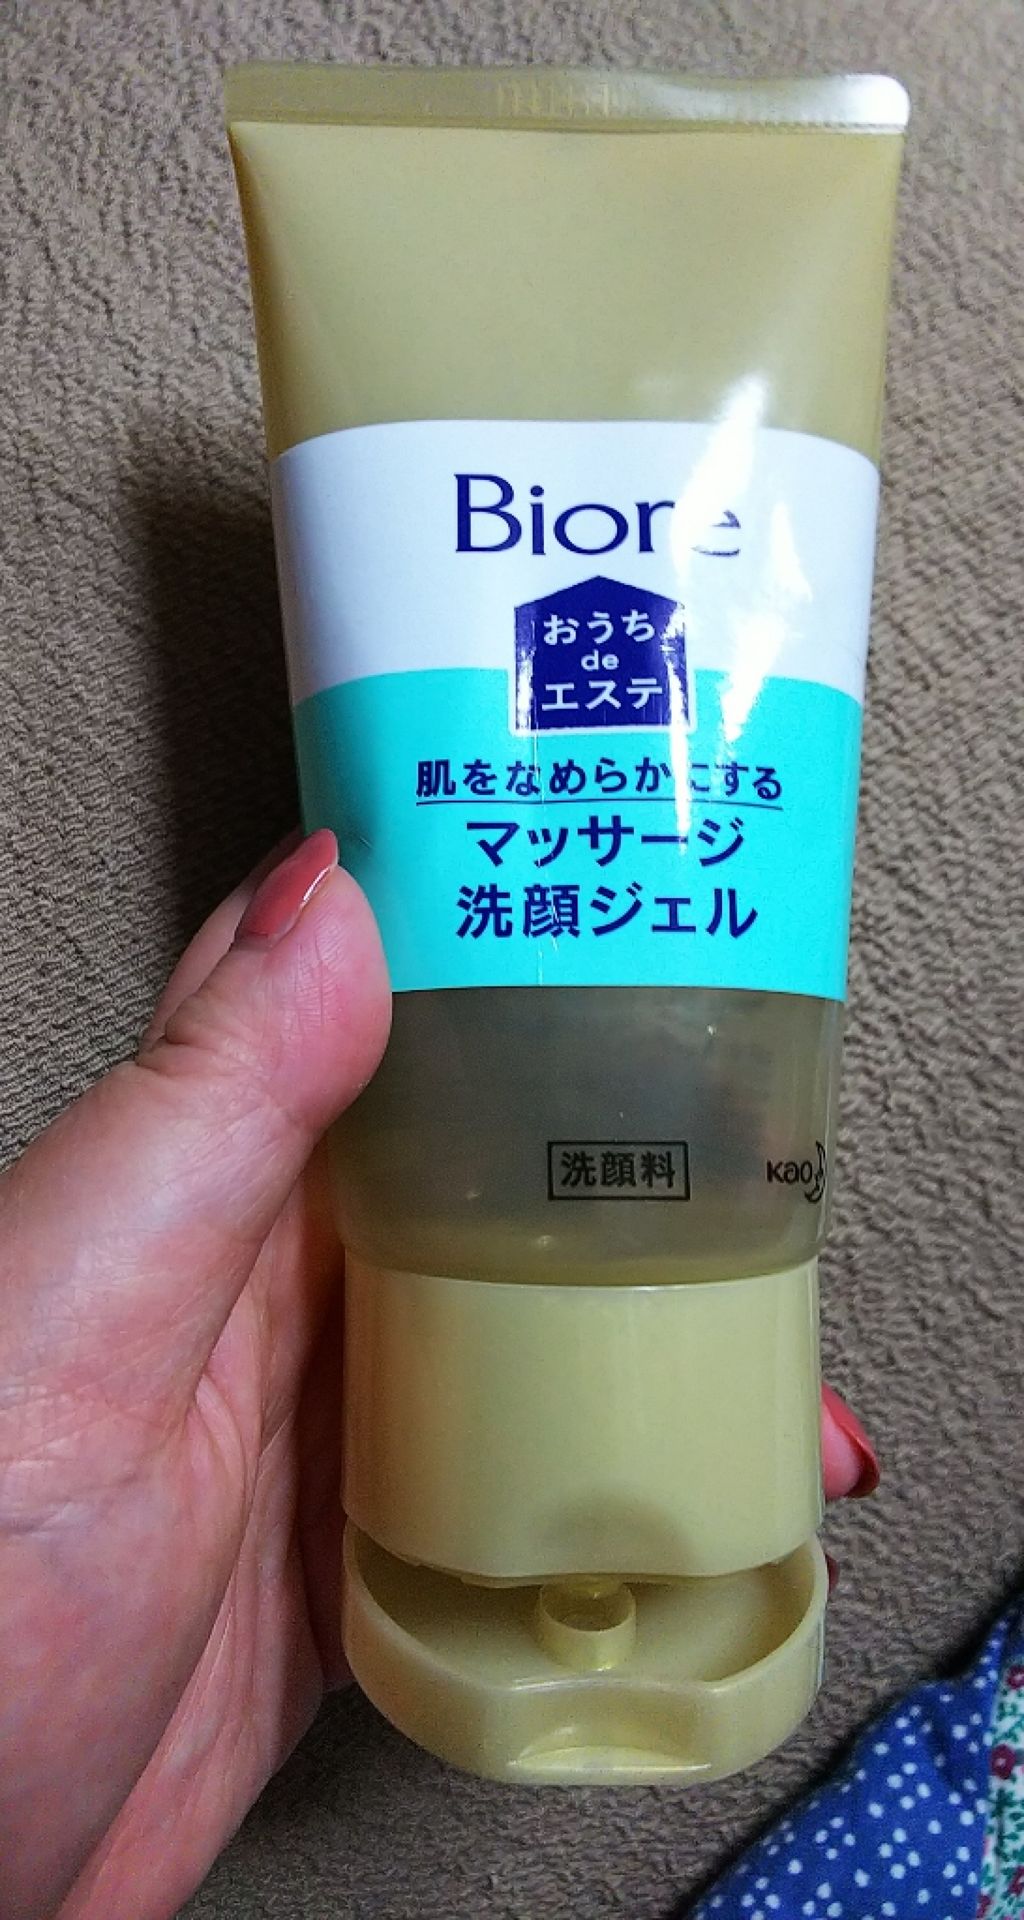 Biore
おうち
de
エステ
肌をなめらかにする
マッサージ
洗顔ジェル
洗顔料
Kao